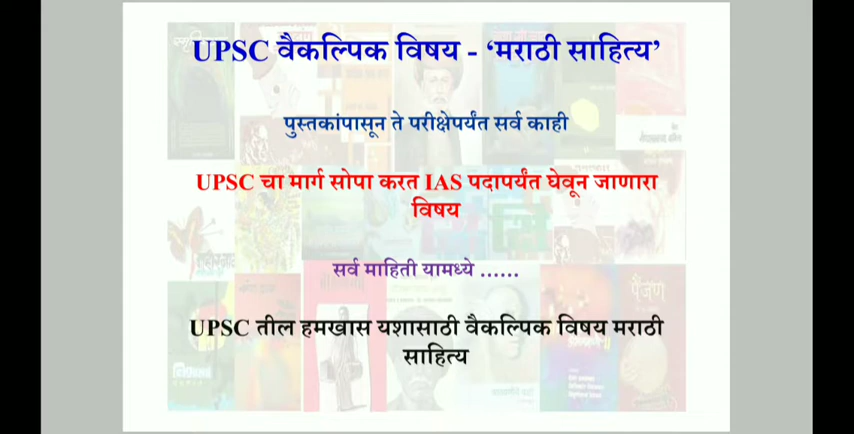 UPSC वैकल्पिक विषय - ‘मराठी साहित्य’
पुस्तकांपासून ते परीक्षेपर्यंत सर्व काही
UPSC चा मार्ग सोपा करत IAS पदापर्यंत घेवून जाणारा
विषय
सर्व माहिती यामध्ये ......
UPSC तील हमखास यशासाठी वैकल्पिक विषय मराठी
साहित्य
पैंजण